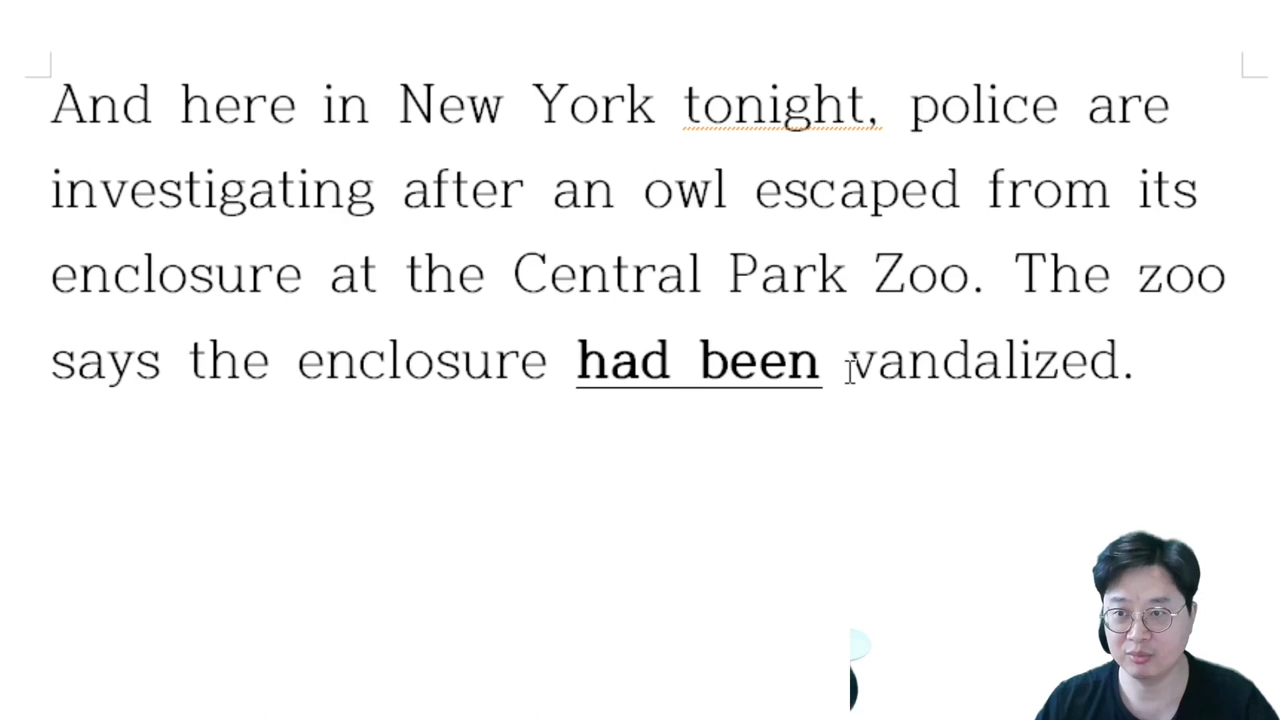 And here in New York tonight, police are
investigating after an owl escaped from its
enclosure at the Central Park Zoo. The zoo
says the enclosure had been vandalized.